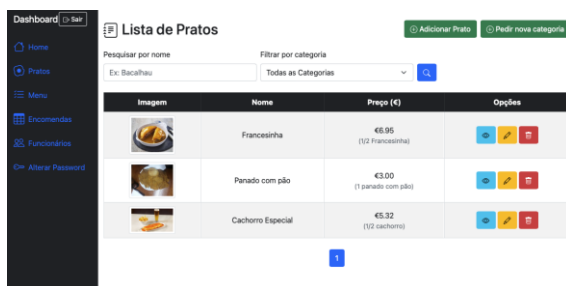 Dashboard Sair
Home
Pratos
Menu
Encomendas
Funcionários
Alterar Password
Lista de Pratos
Adicionar Prato
Pedir nova categoria
Pesquisar por nome
Filtrar por categoria
Ex: Bacalhau
Todas as Categorias
Imagem Nome Preço (€) Opções
Francesinha €6.95
(1/2 Francesinha)
Panado com pão €3.00
(1 panado com pão)
Cachorro Especial €5.32
(1/2 cachorro)
1